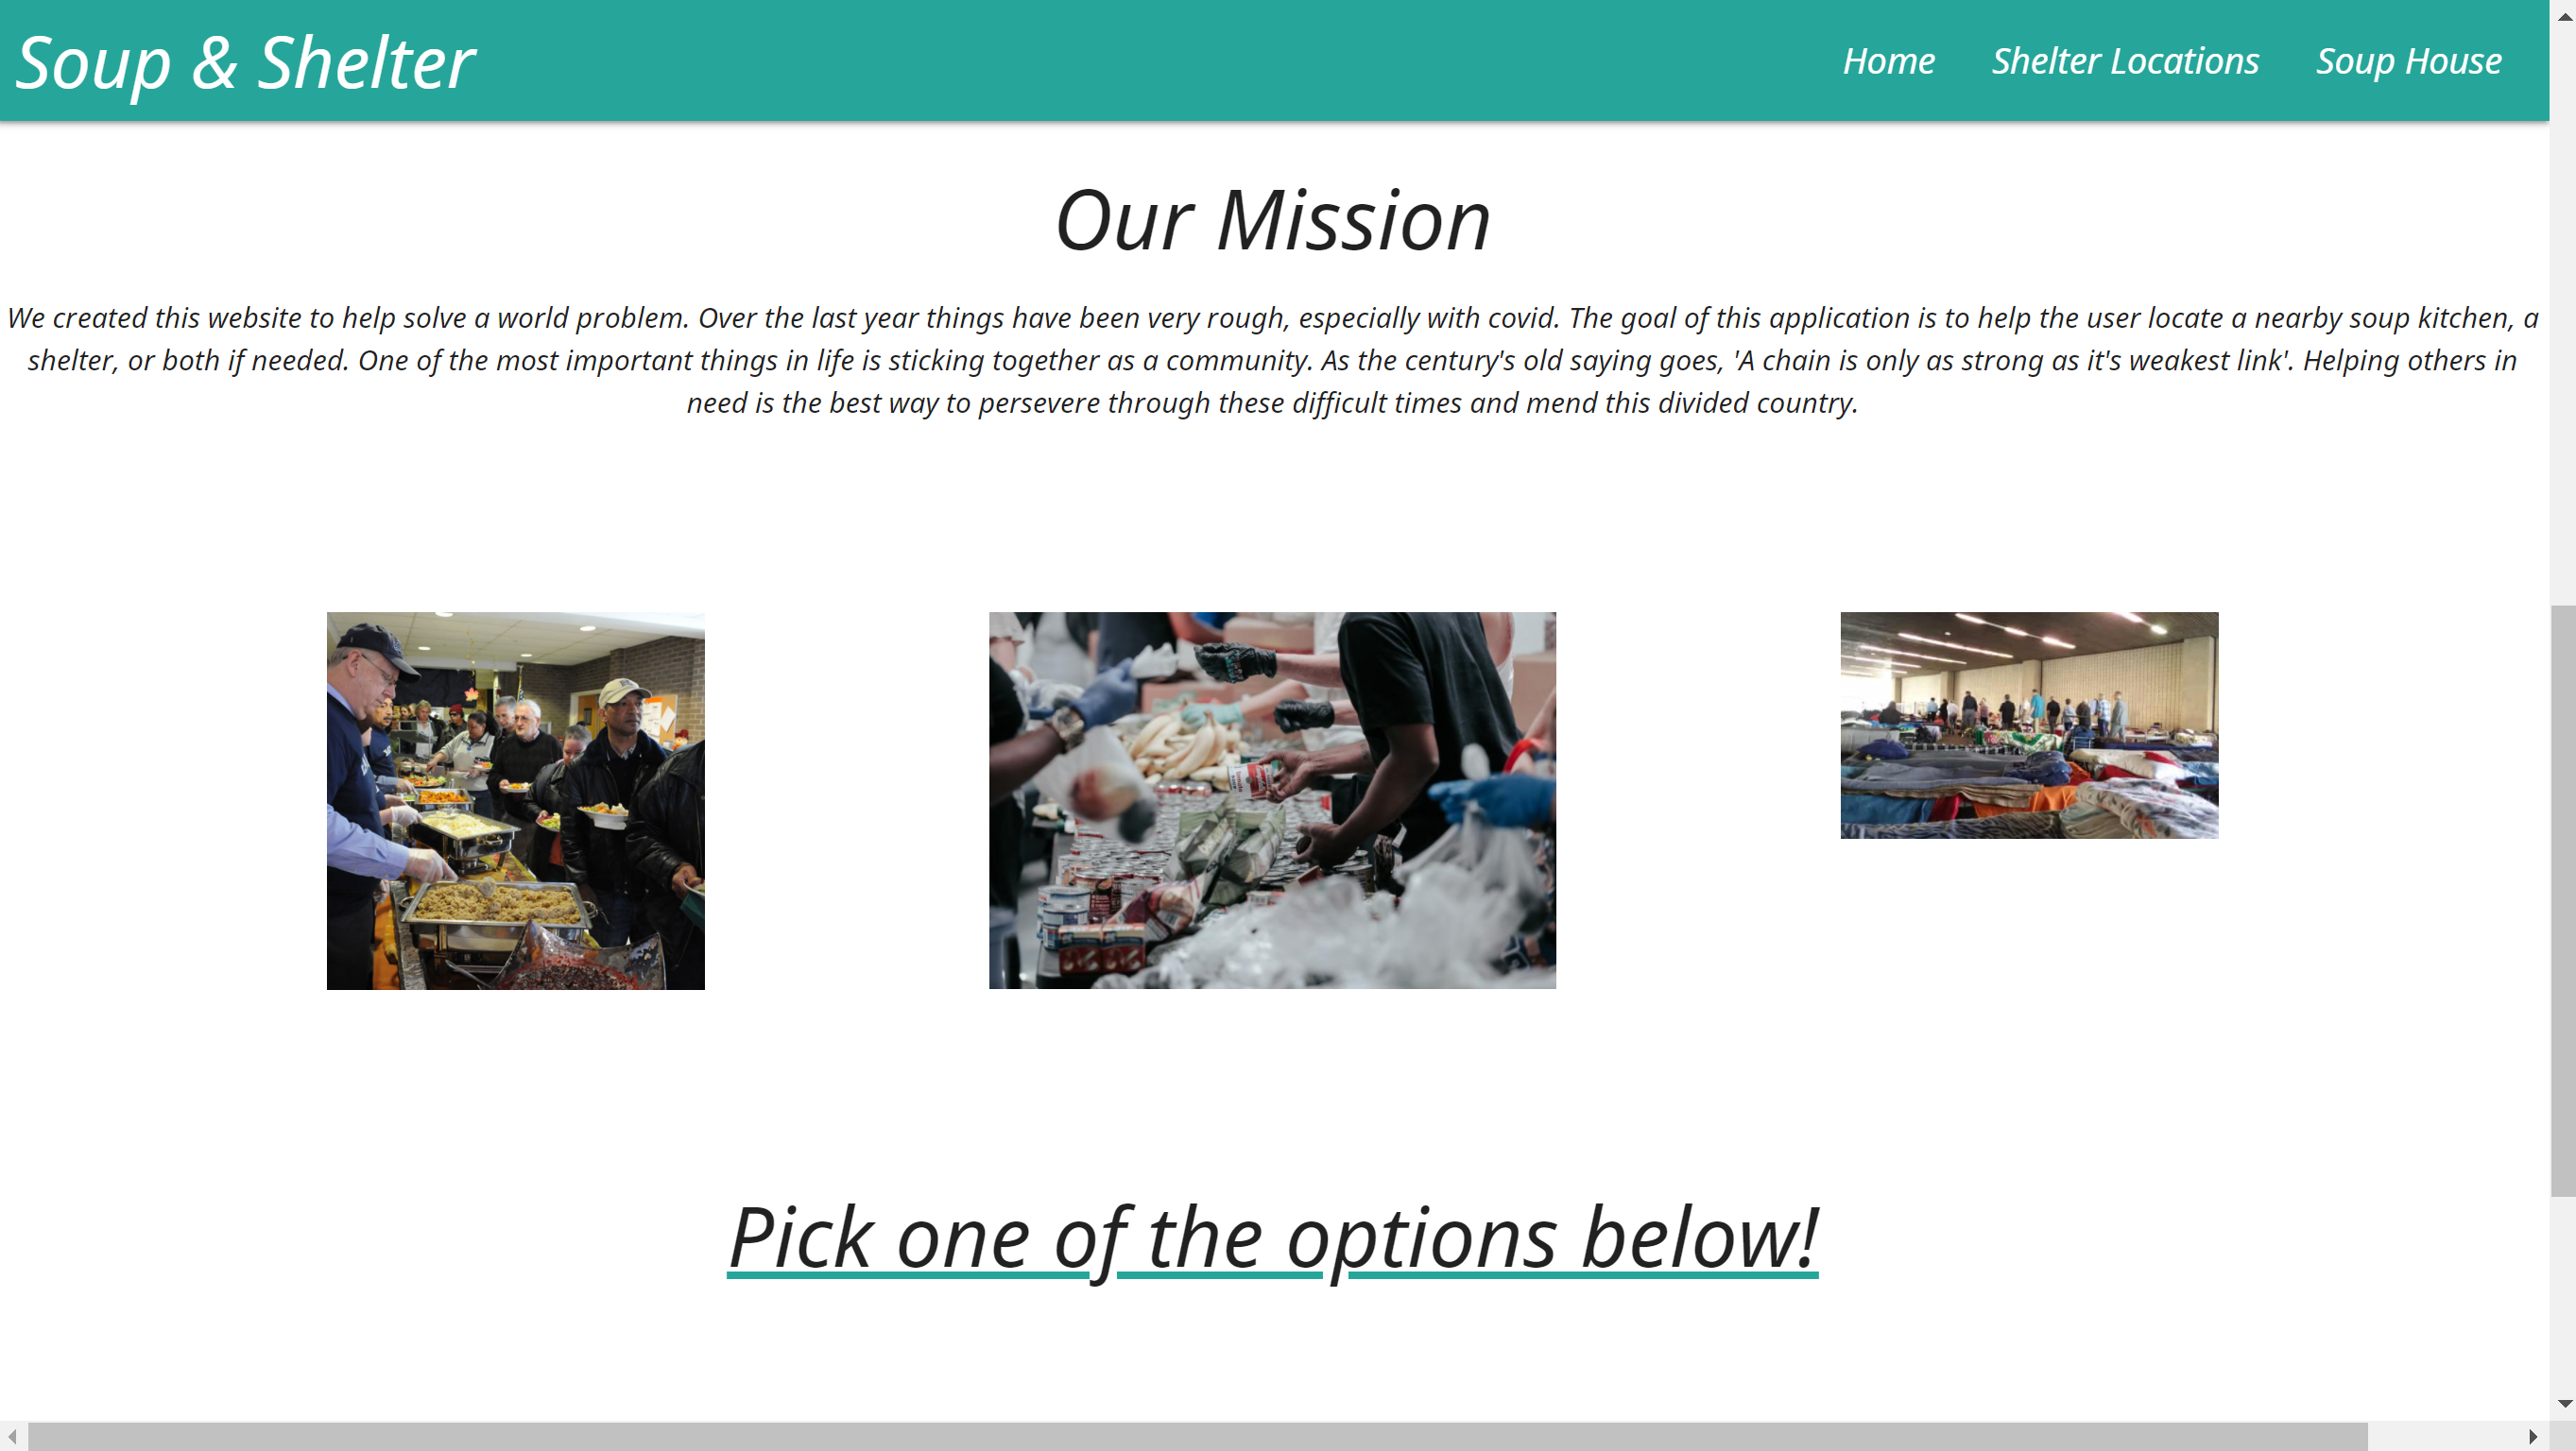 Soup & Shelter
Home Shelter Locations Soup House
Our Mission
We created this website to help solve a world problem. Over the last year things have been very rough, especially with covid. The goal of this application is to help the user locate a nearby soup kitchen, a
shelter, or both if needed. One of the most important things in life is sticking together as a community. As the century's old saying goes, 'A chain is only as strong as it's weakest link'. Helping others in
need is the best way to persevere through these difficult times and mend this divided country.
Pick one of the options below!